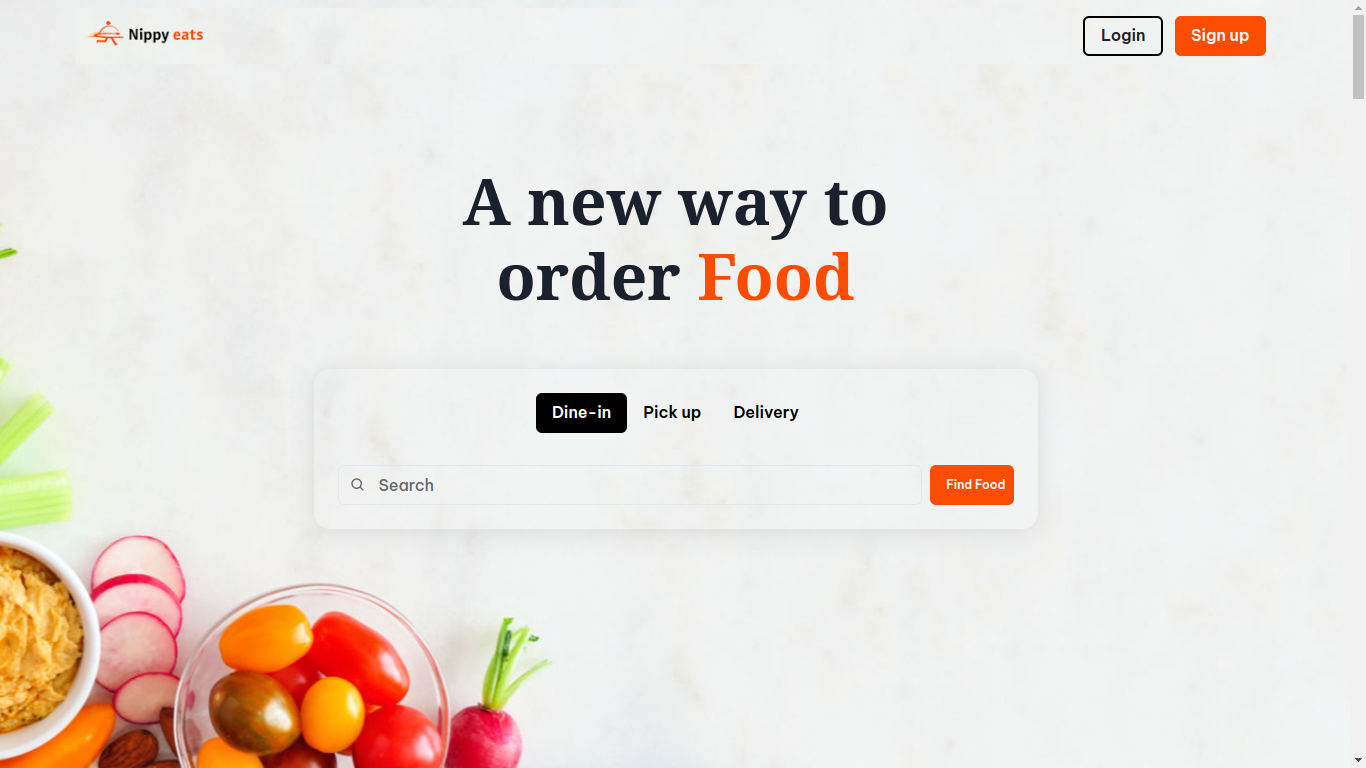 Nippy eats
Login
Sign up
A new way to
order Food
Dine-in
Pick up
Delivery
Search
Find Food